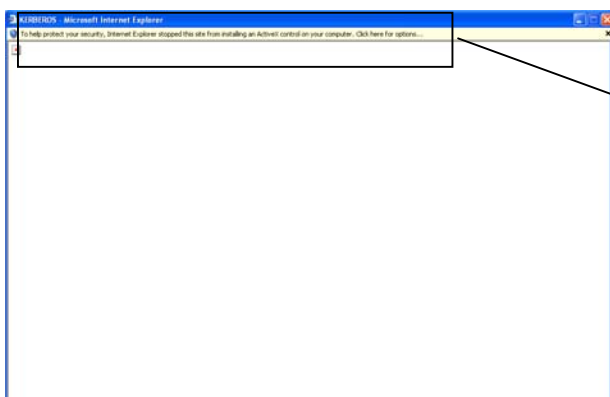 KERBEROS - Microsoft Internet Explorer
To help protect your security, Internet Explorer stopped this site from installing an ActiveX control on your computer. Click here for options...